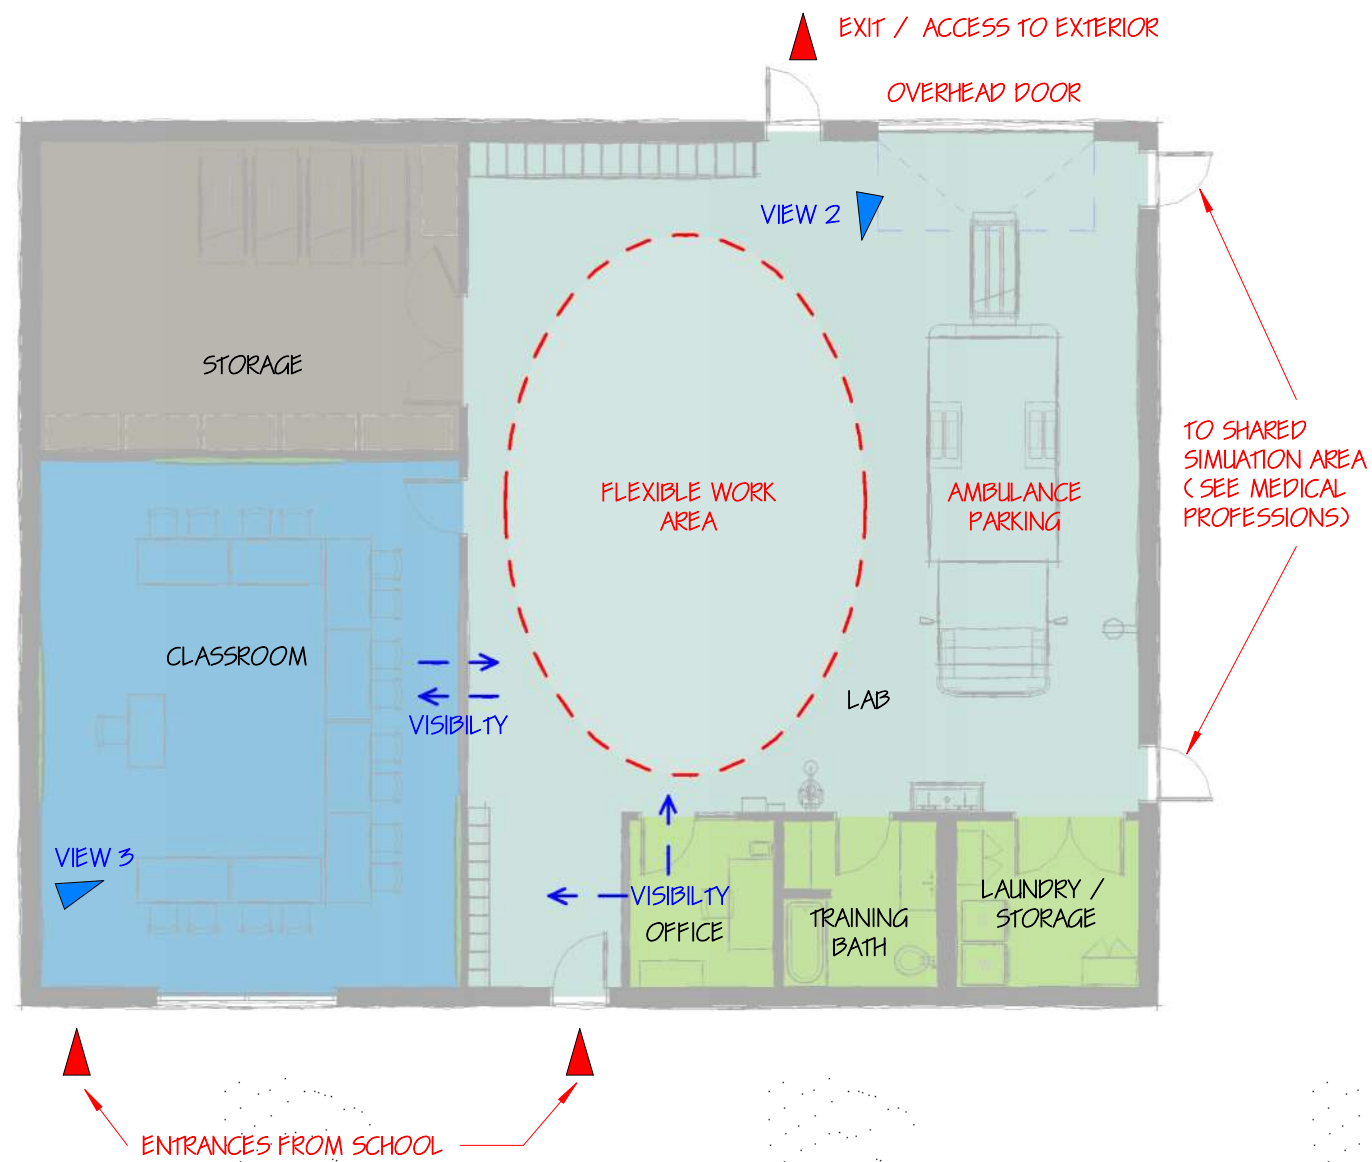 EXIT / ACCESS TO EXTERIOR
OVERHEAD DOOR
VIEW 2
STORAGE
TO SHARED
SIMUATION AREA
( SEE MEDICAL
PROFESSIONS)
FLEXIBLE WORK
AREA
AMBULANCE
PARKING
CLASSROOM
LAB
VISIBILTY
VIEW 3
VISIBILTY
OFFICE
TRAINING
BATH
LAUNDRY /
STORAGE
ENTRANCES FROM SCHOOL